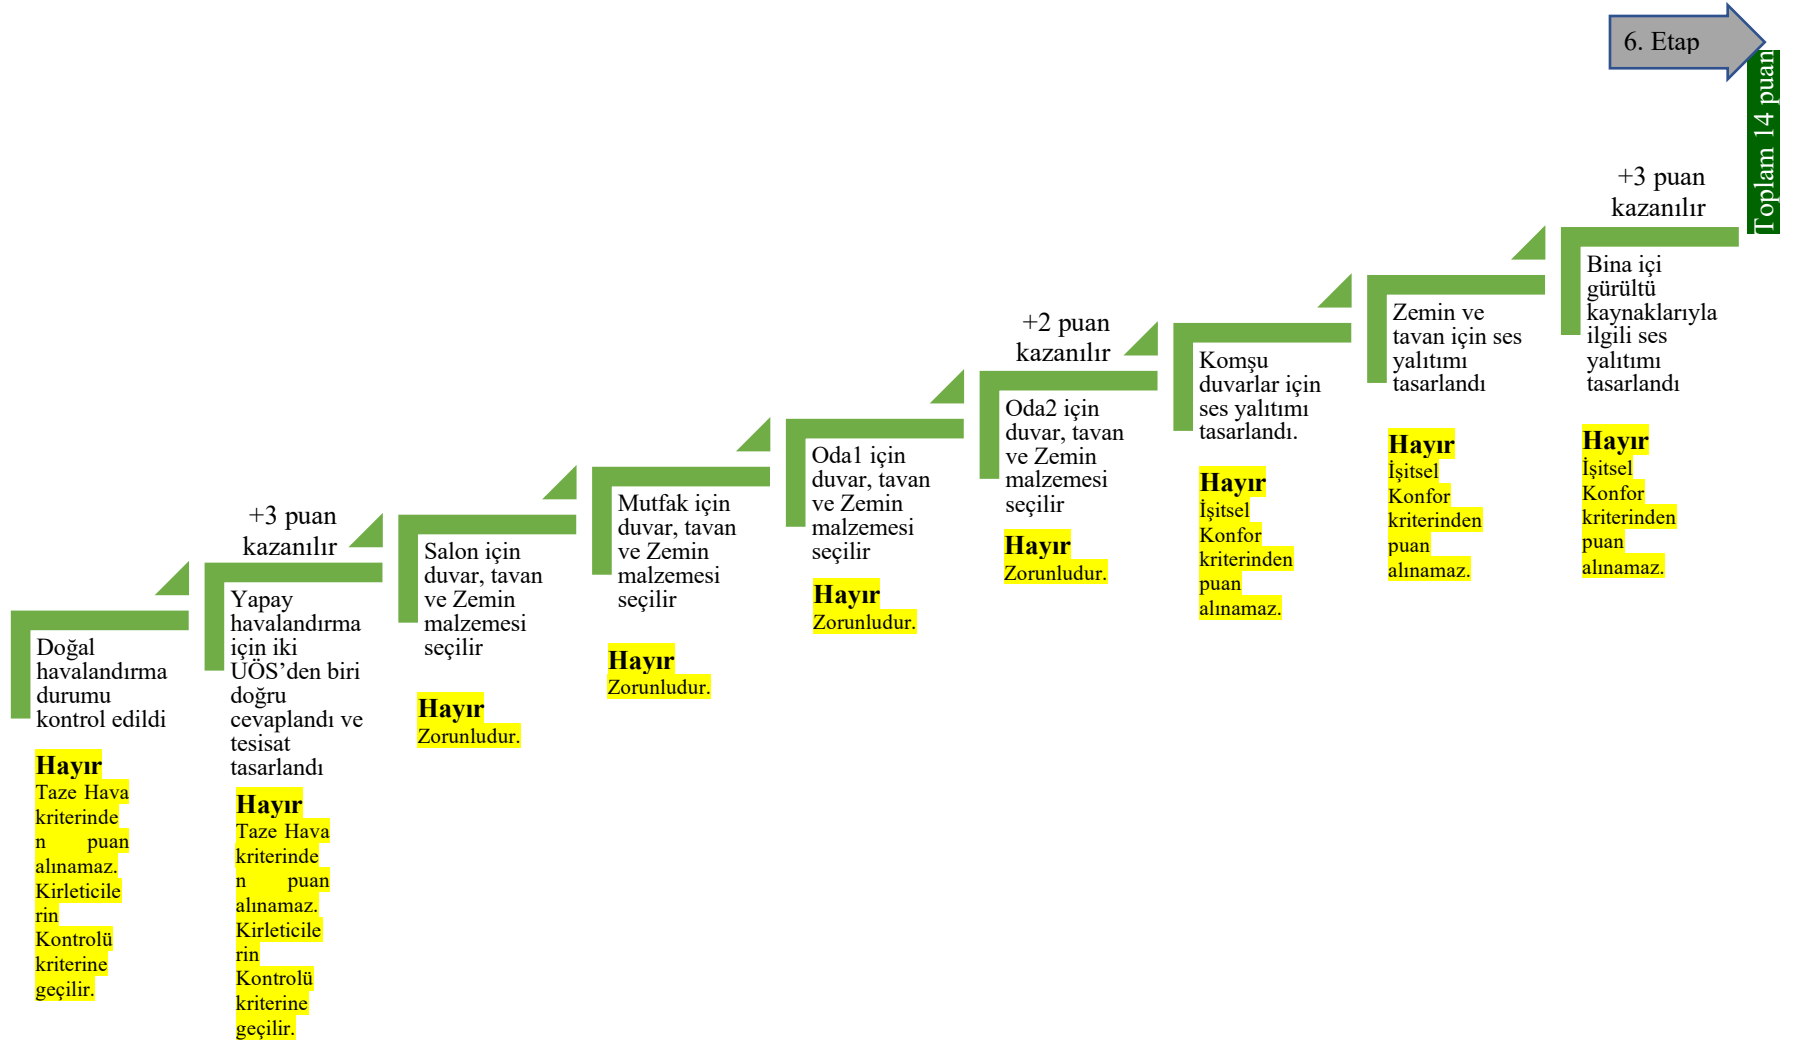 6. Etap
Toplam 14 puan
Doğal
havalandırma
durumu
kontrol edildi
Hayır
Taze Hava
kriterinde
n puan
alınamaz.
Kirleticile
rin
Kontrolü
kriterine
geçilir.
+3 puan
kazanılır
Yapay
havalandırma
için iki
UÖS’den biri
doğru
cevaplandı ve
tesisat
tasarlandı
Hayır
Taze Hava
kriterinde
n puan
alınamaz.
Kirleticile
rin
Kontrolü
kriterine
geçilir.
Salon için
duvar, tavan
ve Zemin
malzemesi
seçilir
Hayır
Zorunludur.
Mutfak için
duvar, tavan
ve Zemin
malzemesi
seçilir
Hayır
Zorunludur.
Oda1 için
duvar, tavan
ve Zemin
malzemesi
seçilir
Hayır
Zorunludur.
+2 puan
kazanılır
Oda2 için
duvar, tavan
ve Zemin
malzemesi
seçilir
Hayır
Zorunludur.
Komşu
duvarlar için
ses yalıtımı
tasarlandı.
Hayır
İşitsel
Konfor
kriterinden
puan
alınamaz.
Zemin ve
tavan için ses
yalıtımı
tasarlandı
Hayır
İşitsel
Konfor
kriterinden
puan
alınamaz.
+3 puan
kazanılır
Bina içi
gürültü
kaynaklarıyla
ilgili ses
yalıtımı
tasarlandı
Hayır
İşitsel
Konfor
kriterinden
puan
alınamaz.